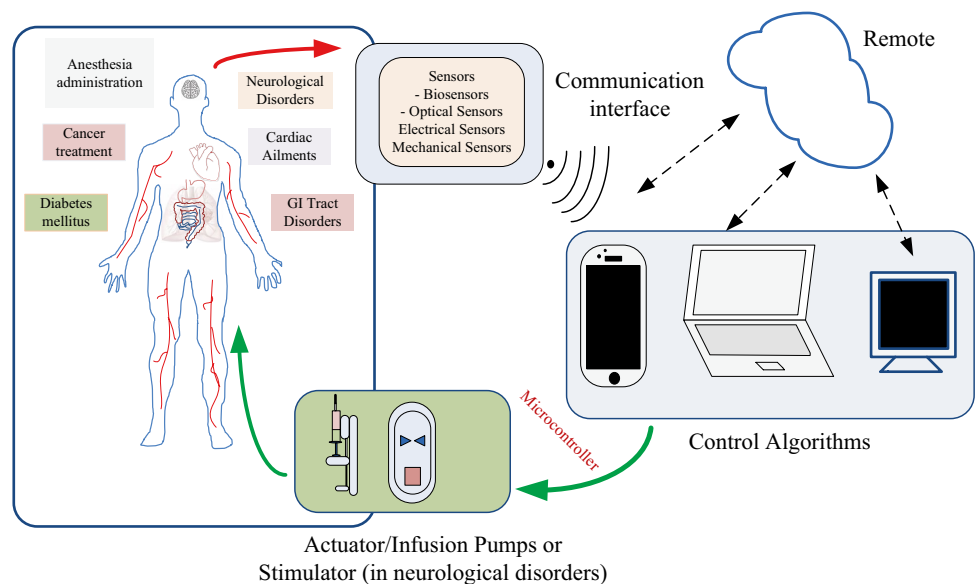 Anesthesia
administration
Neurological
Disorders
Cancer
treatment
Cardiac
Ailments
Diabetes
mellitus
GI Tract
Disorders
Sensors
- Biosensors
- Optical Sensors
Electrical Sensors
Mechanical Sensors
Communication
interface
Remote
Control Algorithms
Microcontroller
Actuator/Infusion Pumps or
Stimulator (in neurological disorders)